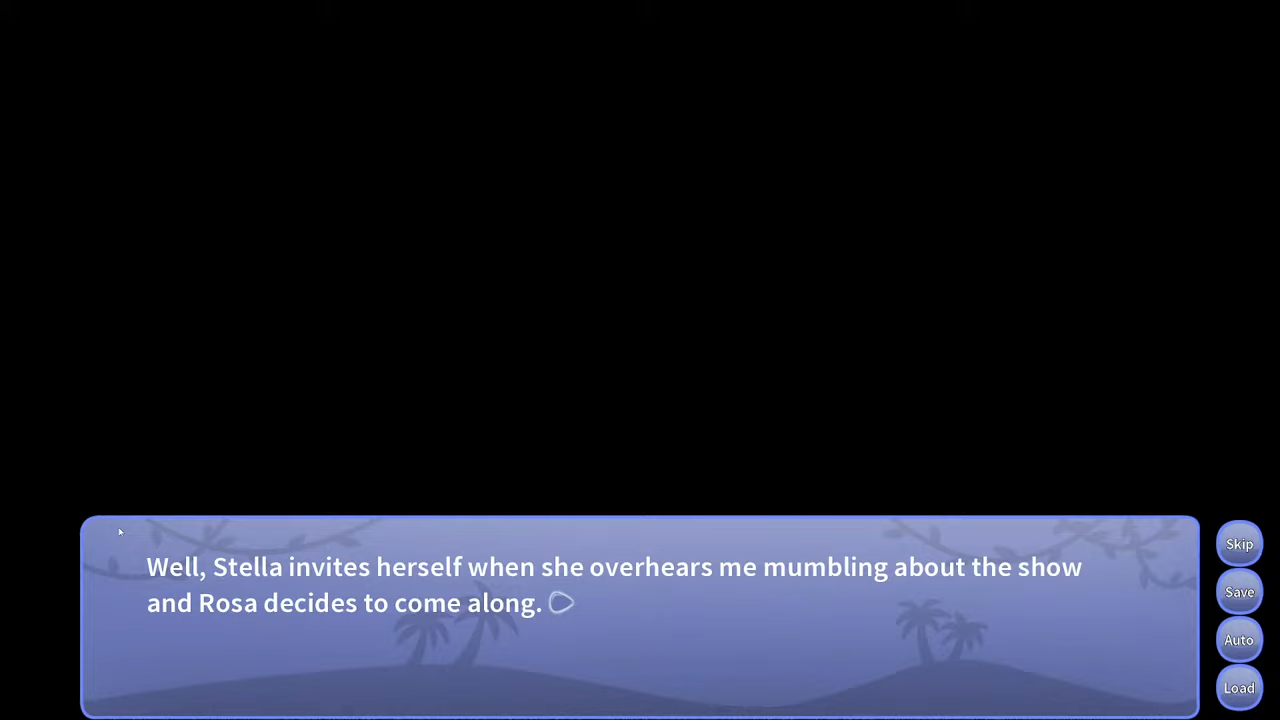 Well, Stella invites herself when she overhears me mumbling about the show
and Rosa decides to come along.
Skip
Save
Auto
Load